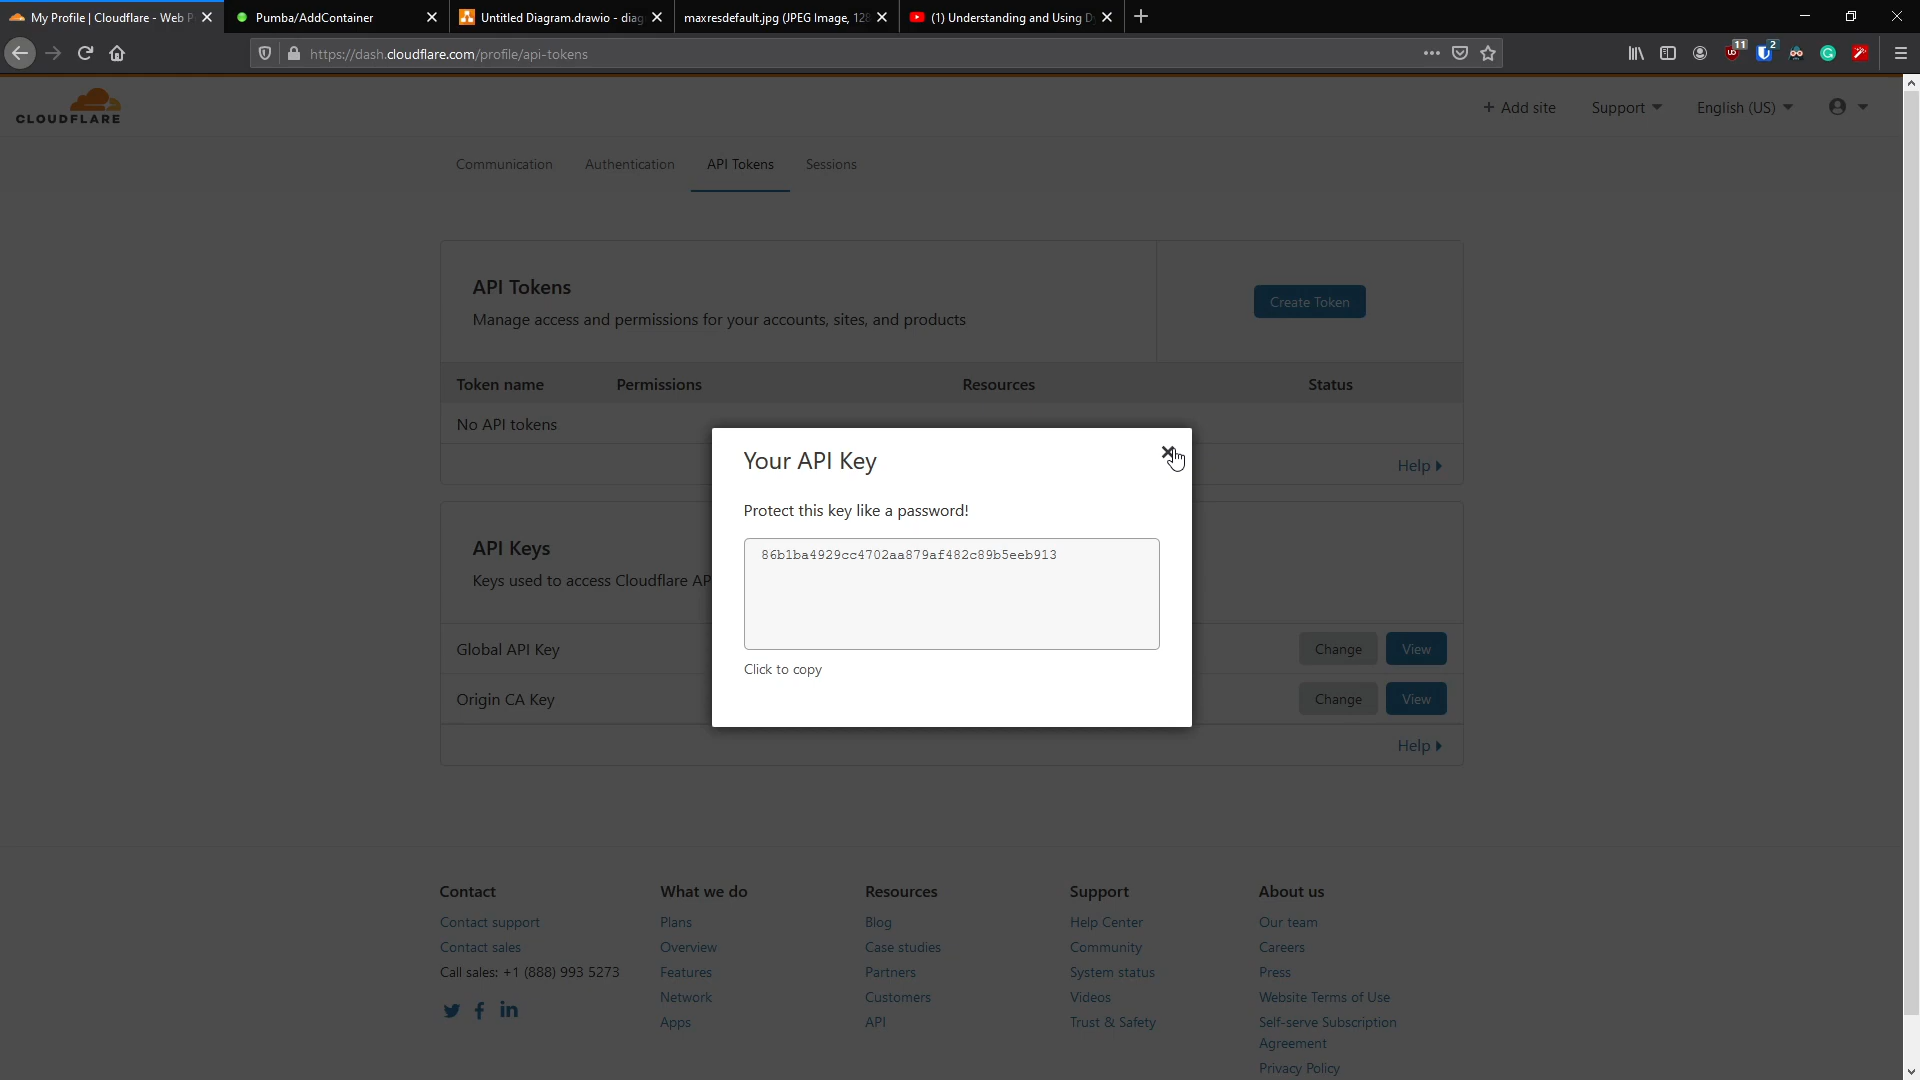 My Profile | Cloudflare - Web P
Pumba/AddContainer
Untitled Diagram.drawio - diag
maxresdefault.jpg (JPEG Image, 128
(1) Understanding and Using D
https://dash.cloudflare.com/profile/api-tokens
11
2
CLOUDFLARE
+ Add site
Support
English (US)
Communication
Authentication
API Tokens
Sessions
API Tokens
Manage access and permissions for your accounts, sites, and products
Create Token
Token name
Permissions
Resources
Status
No API tokens
Help
Your API Key
Protect this key like a password!
86b1ba4929cc4702aa879af482c89b5eeb913
Click to copy
API Keys
Keys used to access Cloudflare AP
Global API Key
Change
View
Origin CA Key
Change
View
Help
Contact
Contact support
Contact sales
Call sales: +1 (888) 993 5273
What we do
Plans
Overview
Features
Network
Apps
Resources
Blog
Case studies
Partners
Customers
API
Support
Help Center
Community
System status
Videos
Trust & Safety
About us
Our team
Careers
Press
Website Terms of Use
Self-serve Subscription
Agreement
Privacy Policy